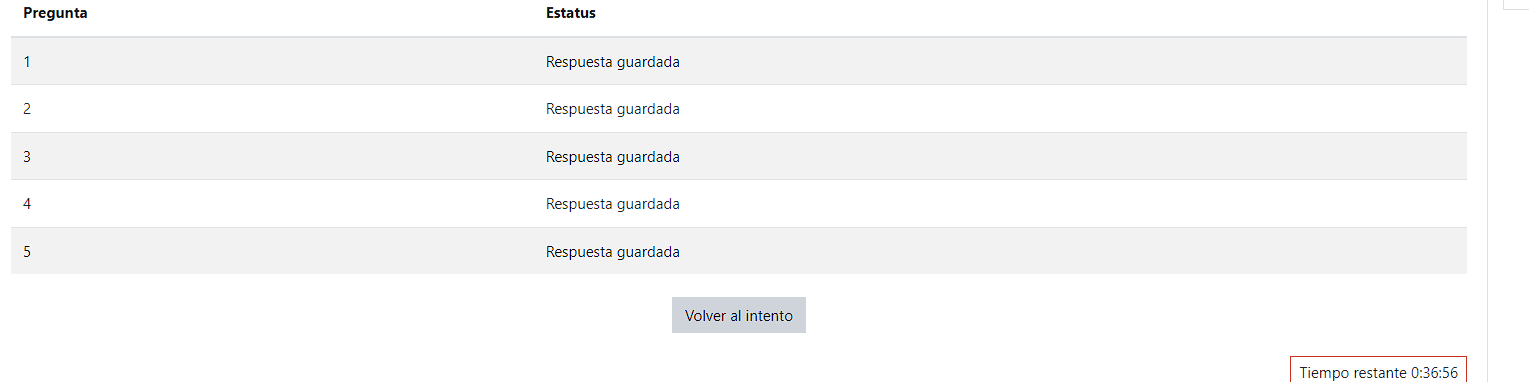 Pregunta Estatus
1 Respuesta guardada
2 Respuesta guardada
3 Respuesta guardada
4 Respuesta guardada
5 Respuesta guardada
Volver al intento
Tiempo restante 0:36:56